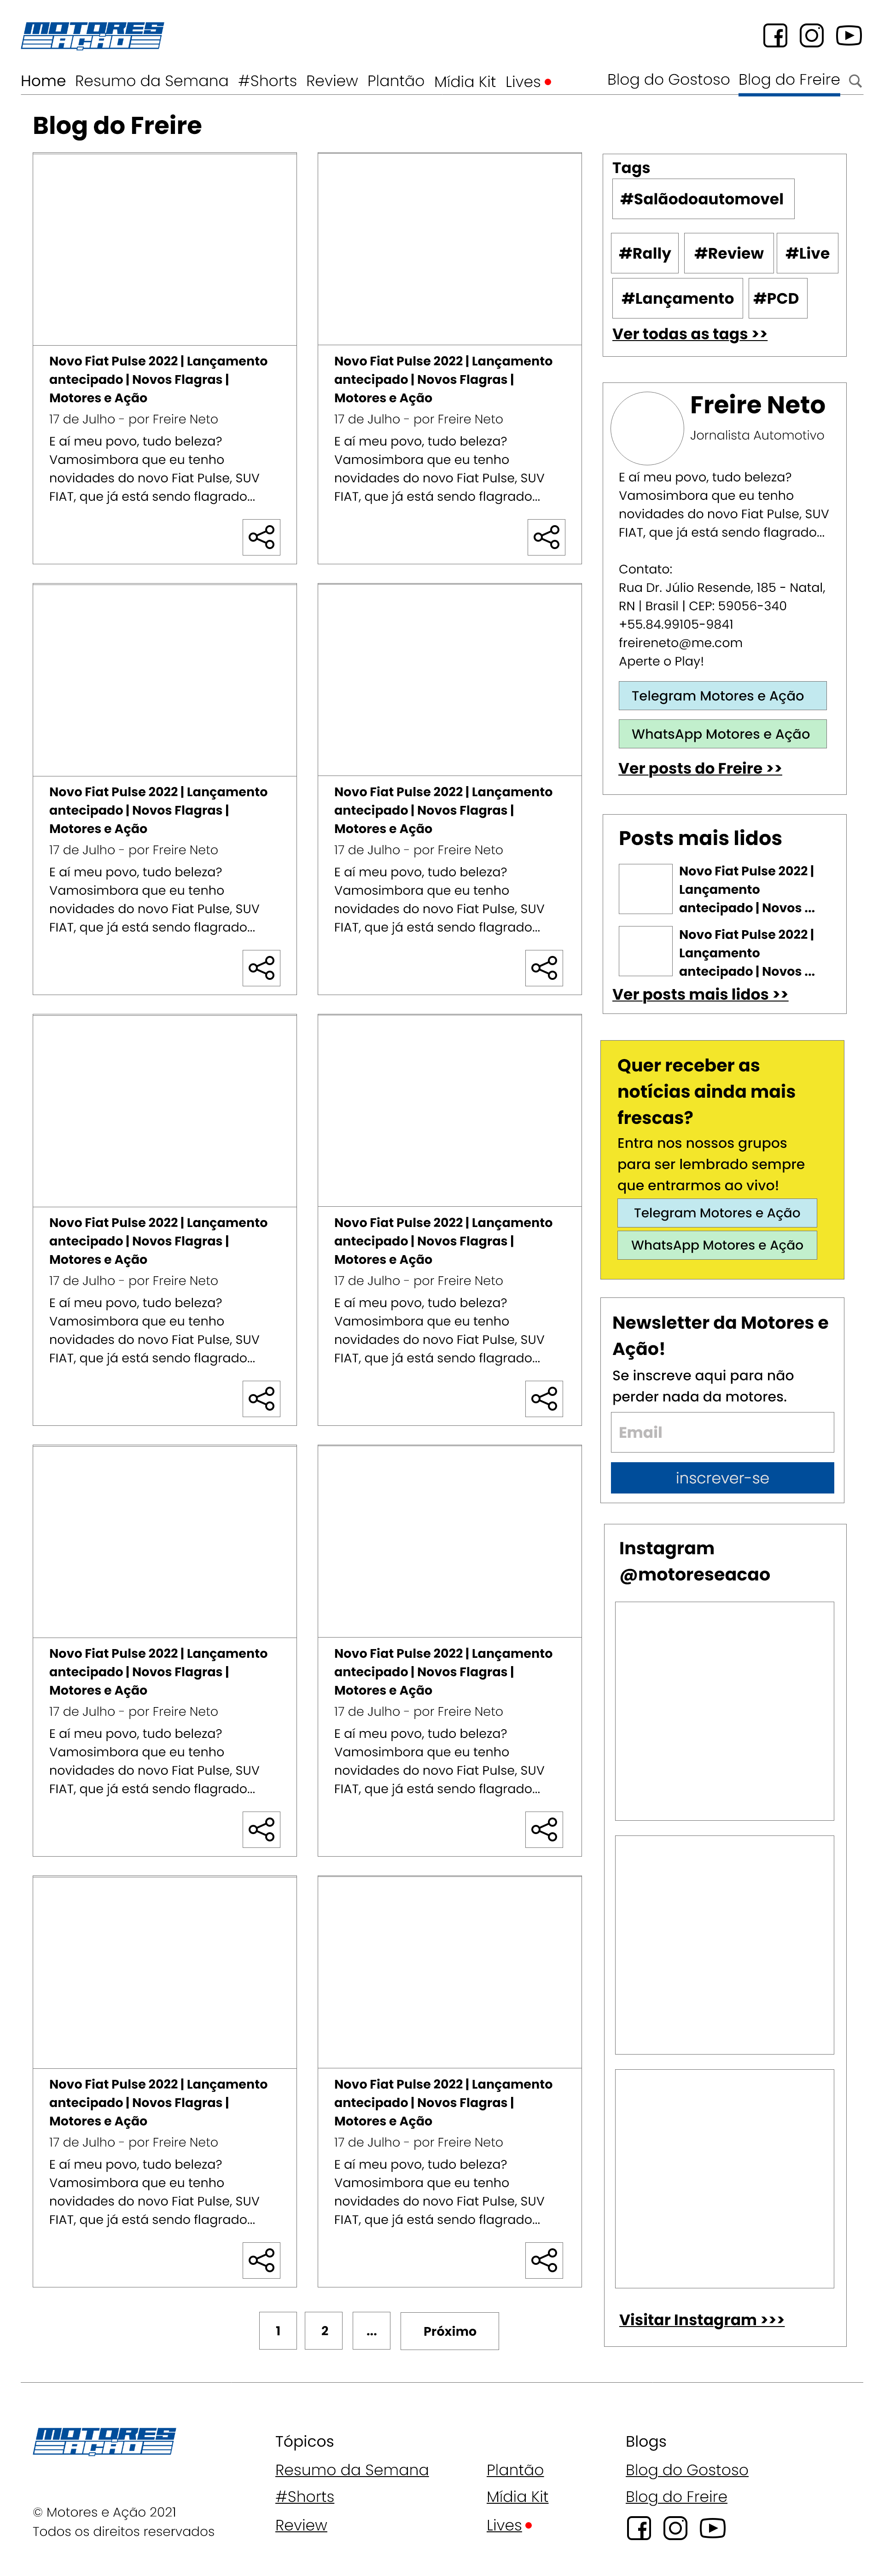 MOTORES
AÇÃO
Home Resumo da Semana #Shorts Review Plantão Mídia Kit Lives
Blog do Gostoso Blog do Freire
Blog do Freire
Novo Fiat Pulse 2022 | Lançamento
antecipado | Novos Flagras |
Motores e Ação
17 de Julho - por Freire Neto
E aí meu povo, tudo beleza?
Vamosimbora que eu tenho
novidades do novo Fiat Pulse, SUV
FIAT, que já está sendo flagrado...
Novo Fiat Pulse 2022 | Lançamento
antecipado | Novos Flagras |
Motores e Ação
17 de Julho - por Freire Neto
E aí meu povo, tudo beleza?
Vamosimbora que eu tenho
novidades do novo Fiat Pulse, SUV
FIAT, que já está sendo flagrado...
Novo Fiat Pulse 2022 | Lançamento
antecipado | Novos Flagras |
Motores e Ação
17 de Julho - por Freire Neto
E aí meu povo, tudo beleza?
Vamosimbora que eu tenho
novidades do novo Fiat Pulse, SUV
FIAT, que já está sendo flagrado...
Novo Fiat Pulse 2022 | Lançamento
antecipado | Novos Flagras |
Motores e Ação
17 de Julho - por Freire Neto
E aí meu povo, tudo beleza?
Vamosimbora que eu tenho
novidades do novo Fiat Pulse, SUV
FIAT, que já está sendo flagrado...
Novo Fiat Pulse 2022 | Lançamento
antecipado | Novos Flagras |
Motores e Ação
17 de Julho - por Freire Neto
E aí meu povo, tudo beleza?
Vamosimbora que eu tenho
novidades do novo Fiat Pulse, SUV
FIAT, que já está sendo flagrado...
Novo Fiat Pulse 2022 | Lançamento
antecipado | Novos Flagras |
Motores e Ação
17 de Julho - por Freire Neto
E aí meu povo, tudo beleza?
Vamosimbora que eu tenho
novidades do novo Fiat Pulse, SUV
FIAT, que já está sendo flagrado...
Novo Fiat Pulse 2022 | Lançamento
antecipado | Novos Flagras |
Motores e Ação
17 de Julho - por Freire Neto
E aí meu povo, tudo beleza?
Vamosimbora que eu tenho
novidades do novo Fiat Pulse, SUV
FIAT, que já está sendo flagrado...
Novo Fiat Pulse 2022 | Lançamento
antecipado | Novos Flagras |
Motores e Ação
17 de Julho - por Freire Neto
E aí meu povo, tudo beleza?
Vamosimbora que eu tenho
novidades do novo Fiat Pulse, SUV
FIAT, que já está sendo flagrado...
Novo Fiat Pulse 2022 | Lançamento
antecipado | Novos Flagras |
Motores e Ação
17 de Julho - por Freire Neto
E aí meu povo, tudo beleza?
Vamosimbora que eu tenho
novidades do novo Fiat Pulse, SUV
FIAT, que já está sendo flagrado...
Novo Fiat Pulse 2022 | Lançamento
antecipado | Novos Flagras |
Motores e Ação
17 de Julho - por Freire Neto
E aí meu povo, tudo beleza?
Vamosimbora que eu tenho
novidades do novo Fiat Pulse, SUV
FIAT, que já está sendo flagrado...
1 2 ... Próximo
Tags
#Salãodoautomovel
#Rally #Review #Live
#Lançamento #PCD
Ver todas as tags >>
Freire Neto
Jornalista Automotivo
E aí meu povo, tudo beleza?
Vamosimbora que eu tenho
novidades do novo Fiat Pulse, SUV
FIAT, que já está sendo flagrado...
Contato:
Rua Dr. Júlio Resende, 185 - Natal,
RN | Brasil | CEP: 59056-340
+55.84.99105-9841
freireneto@me.com
Aperte o Play!
Telegram Motores e Ação
WhatsApp Motores e Ação
Ver posts do Freire >>
Posts mais lidos
Novo Fiat Pulse 2022 |
Lançamento
antecipado | Novos ...
Novo Fiat Pulse 2022 |
Lançamento
antecipado | Novos ...
Ver posts mais lidos >>
Quer receber as
notícias ainda mais
frescas?
Entra nos nossos grupos
para ser lembrado sempre
que entrarmos ao vivo!
Telegram Motores e Ação
WhatsApp Motores e Ação
Newsletter da Motores e
Ação!
Se inscreve aqui para não
perder nada da motores.
Email
inscrever-se
Instagram
@motoreseacao
Visitar Instagram >>>
MOTORES
AÇÃO
© Motores e Ação 2021
Todos os direitos reservados
Tópicos
Resumo da Semana
#Shorts
Review
Plantão
Mídia Kit
Lives
Blogs
Blog do Gostoso
Blog do Freire